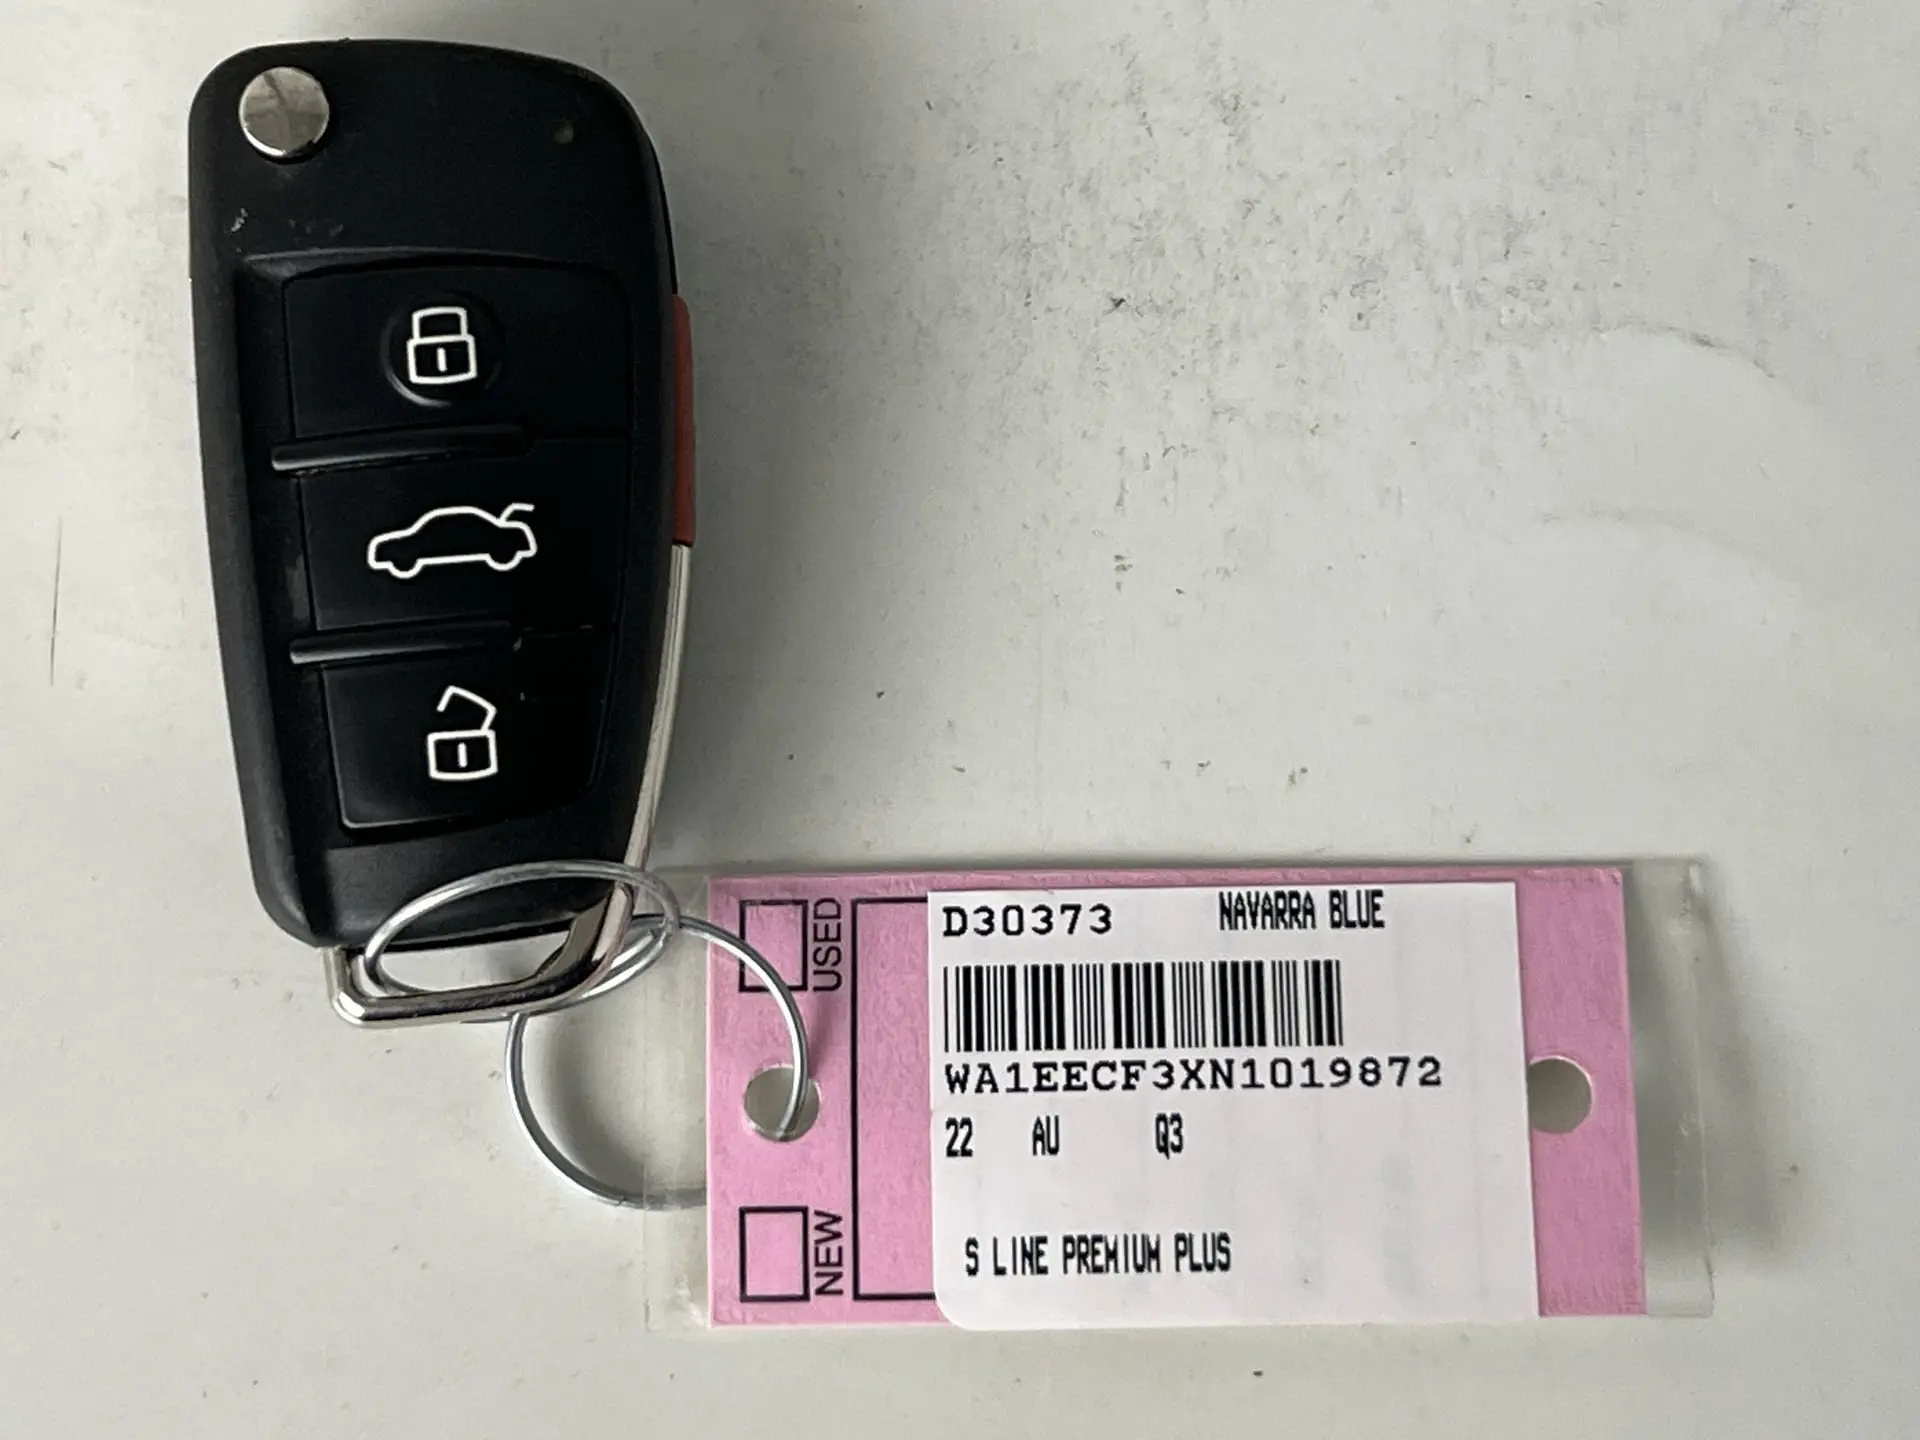 D30373 NAVARRA BLUE
WA1EECF3XN1019872
22 AU Q3
S LINE PREMIUM PLUS
USED
NEW